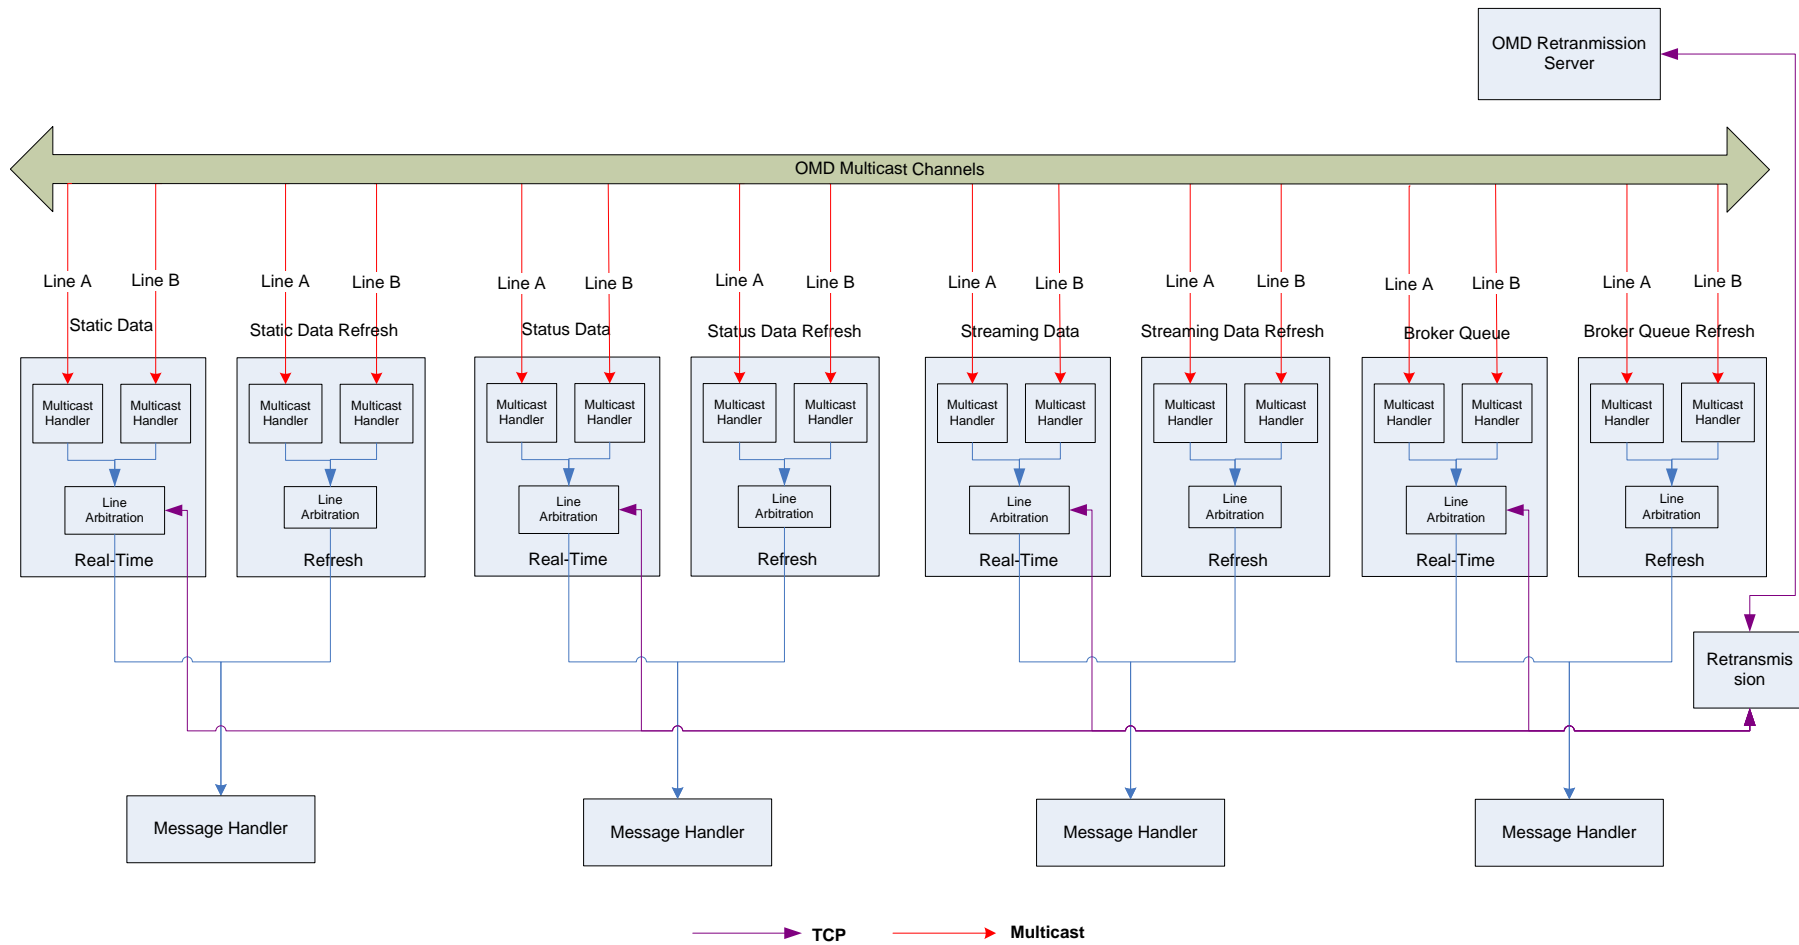 OMD Retranmission
Server
OMD Multicast Channels
Line A
Line B
Line A
Line B
Line A
Line B
Line A
Line B
Line A
Line B
Line A
Line B
Line A
Line B
Line A
Line B
Static Data
Static Data Refresh
Status Data
Status Data Refresh
Streaming Data
Streaming Data Refresh
Broker Queue
Broker Queue Refresh
Multicast
Handler
Multicast
Handler
Multicast
Handler
Multicast
Handler
Multicast
Handler
Multicast
Handler
Multicast
Handler
Multicast
Handler
Multicast
Handler
Multicast
Handler
Multicast
Handler
Multicast
Handler
Multicast
Handler
Multicast
Handler
Multicast
Handler
Multicast
Handler
Line
Arbitration
Line
Arbitration
Line
Arbitration
Line
Arbitration
Line
Arbitration
Line
Arbitration
Line
Arbitration
Line
Arbitration
Real-Time
Refresh
Real-Time
Refresh
Real-Time
Refresh
Real-Time
Refresh
Retransmis
sion
Message Handler
Message Handler
Message Handler
Message Handler
TCP
Multicast